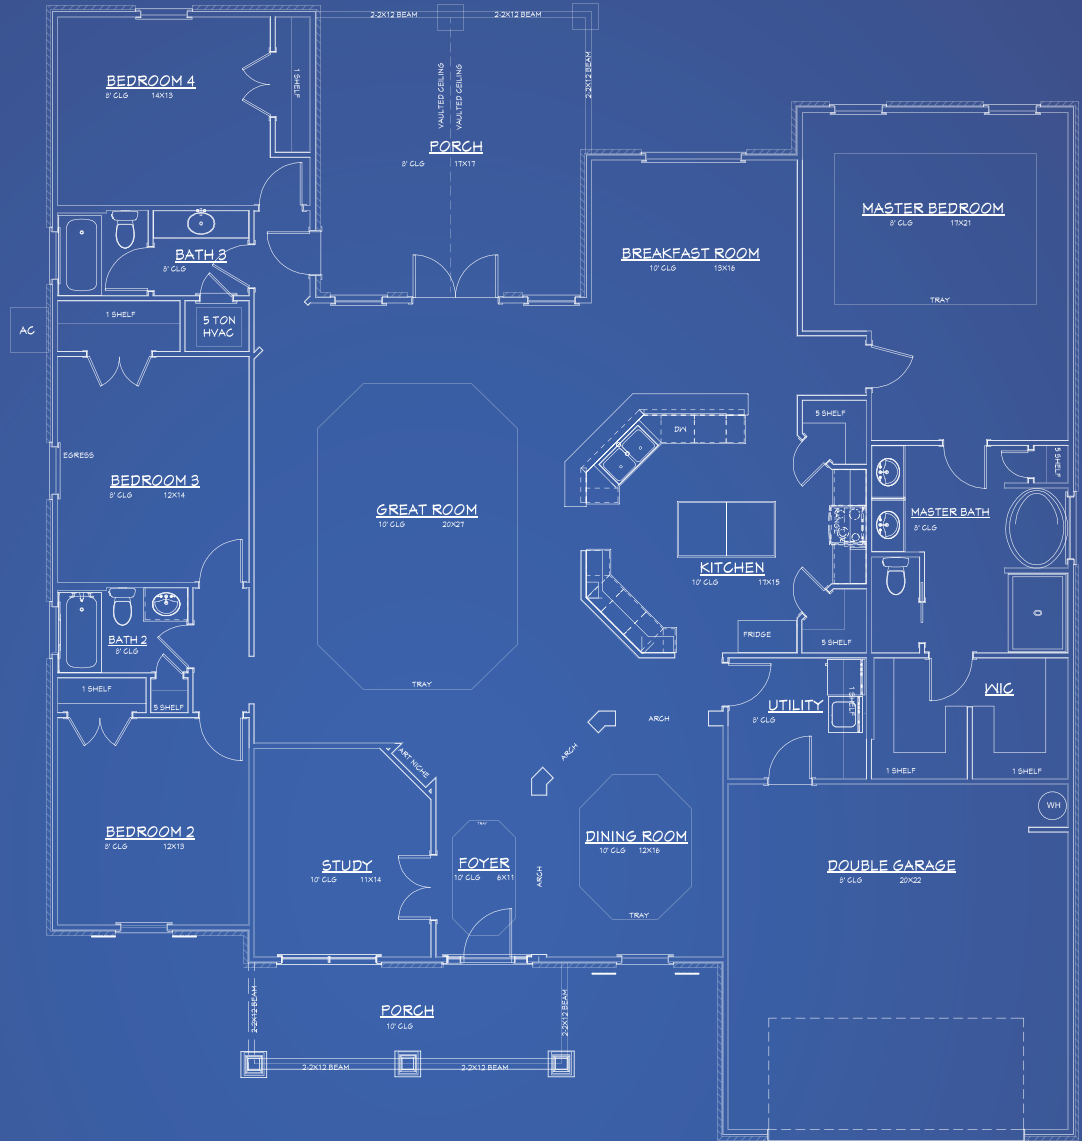 2-2X12 BEAM
2-2X12 BEAM
2-2X12 BEAM
BEDROOM 4
8' CLG 14X13
1 SHELF
VAULTED CEILING
VAULTED CEILING
PORCH
8' CLG 17X17
MASTER BEDROOM
8' CLG 17X21
TRAY
BREAKFAST ROOM
10' CLG 13X16
BATH 3
8' CLG
1 SHELF
5 TON
HVAC
AC
5 SHELF
DW
EGRESS
BEDROOM 3
8' CLG 12X14
5 SHELF
GREAT ROOM
10' CLG 20X27
TRAY
RANGE
MASTER BATH
8' CLG
KITCHEN
10' CLG 17X15
FRIDGE
5 SHELF
BATH 2
8' CLG
1 SHELF
5 SHELF
WIC
1 SHELF
1 SHELF
UTILITY
8' CLG
1 SHELF
ARCH
ARCH
ART NICHE
WH
BEDROOM 2
8' CLG 12X13
STUDY
10' CLG 11X14
TRAY
FOYER
10' CLG 6X11
ARCH
DINING ROOM
10' CLG 12X16
TRAY
DOUBLE GARAGE
8' CLG 20X22
2-2X12 BEAM
PORCH
10' CLG
2-2X12 BEAM
2-2X12 BEAM
2-2X12 BEAM